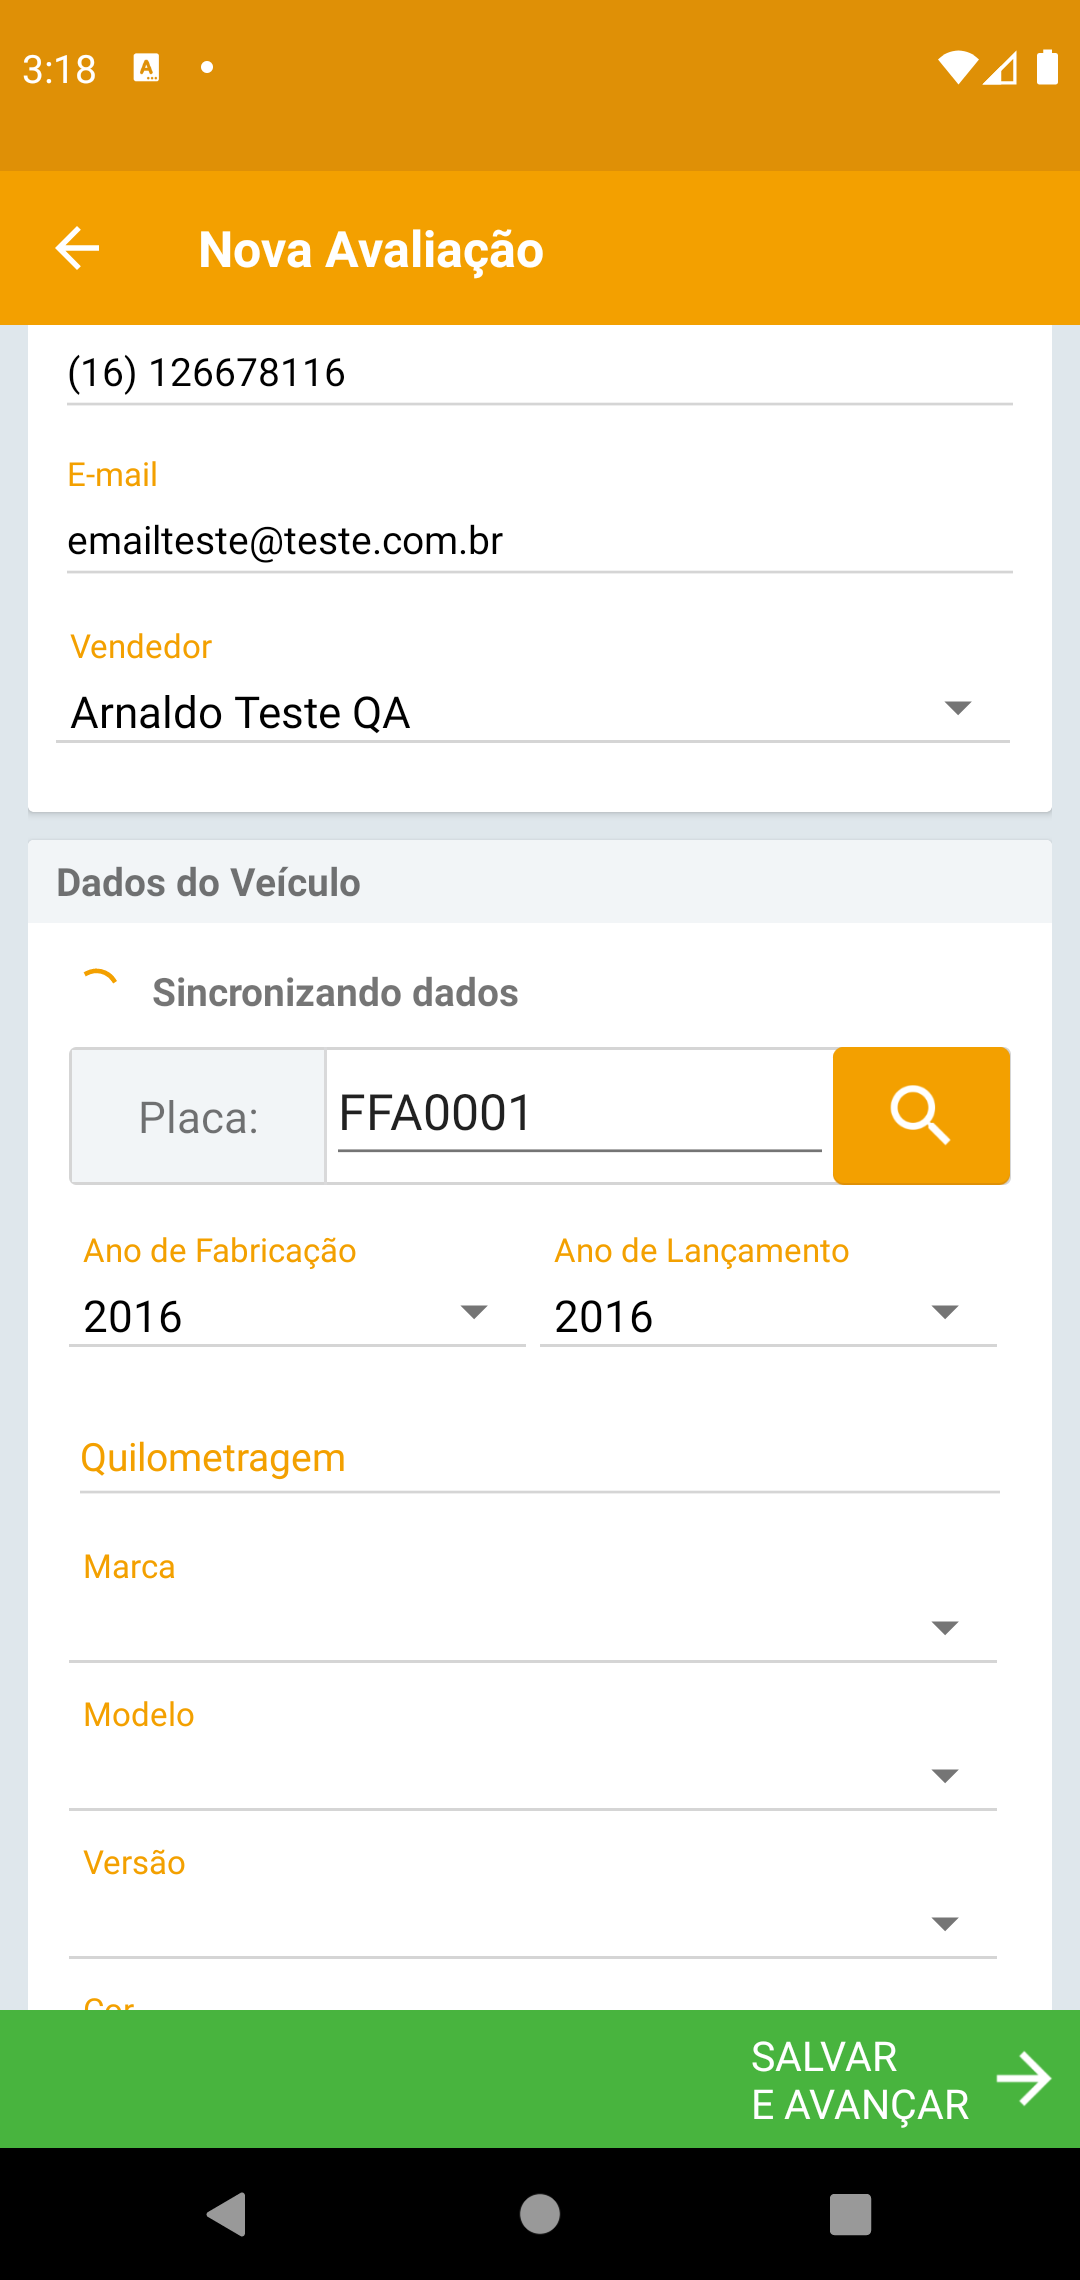 3:18
Nova Avaliação
(16) 126678116
E-mail
emailteste@teste.com.br
Vendedor
Arnaldo Teste QA
Dados do Veículo
Sincronizando dados
Placa: FFA0001
Ano de Fabricação Ano de Lançamento
2016 2016
Quilometragem
Marca
Modelo
Versão
Cor
SALVAR
E AVANÇAR